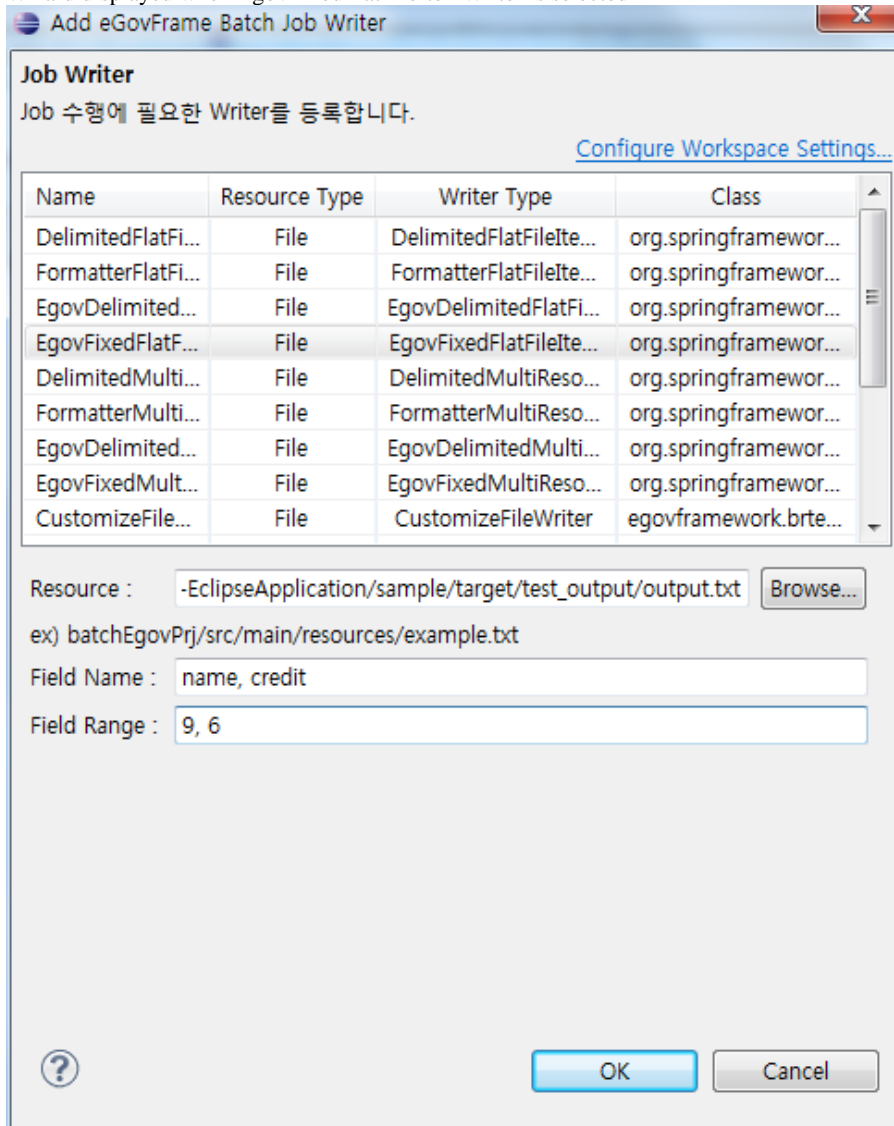 Add eGovFrame Batch Job Writer
Job Writer
Job 수행에 필요한 Writer를 등록합니다.
Configure Workspace Settings...
Name Resource Type Writer Type Class
DelimitedFlatFi... File DelimitedFlatFileIte... org.springframewor...
FormatterFlatFi... File FormatterFlatFileIte... org.springframewor...
EgovDelimited... File EgovDelimitedFlatFi... org.springframewor...
EgovFixedFlatF... File EgovFixedFlatFileIte... org.springframewor...
DelimitedMulti... File DelimitedMultiReso... org.springframewor...
FormatterMulti... File FormatterMultiReso... org.springframewor...
EgovDelimited... File EgovDelimitedMulti... org.springframewor...
EgovFixedMult... File EgovFixedMultiReso... org.springframewor...
CustomizeFile... File CustomizeFileWriter egovframework.brte...
Resource : -EclipseApplication/sample/target/test_output/output.txt Browse...
ex) batchEgovPrj/src/main/resources/example.txt
Field Name : name, credit
Field Range : 9, 6
OK Cancel